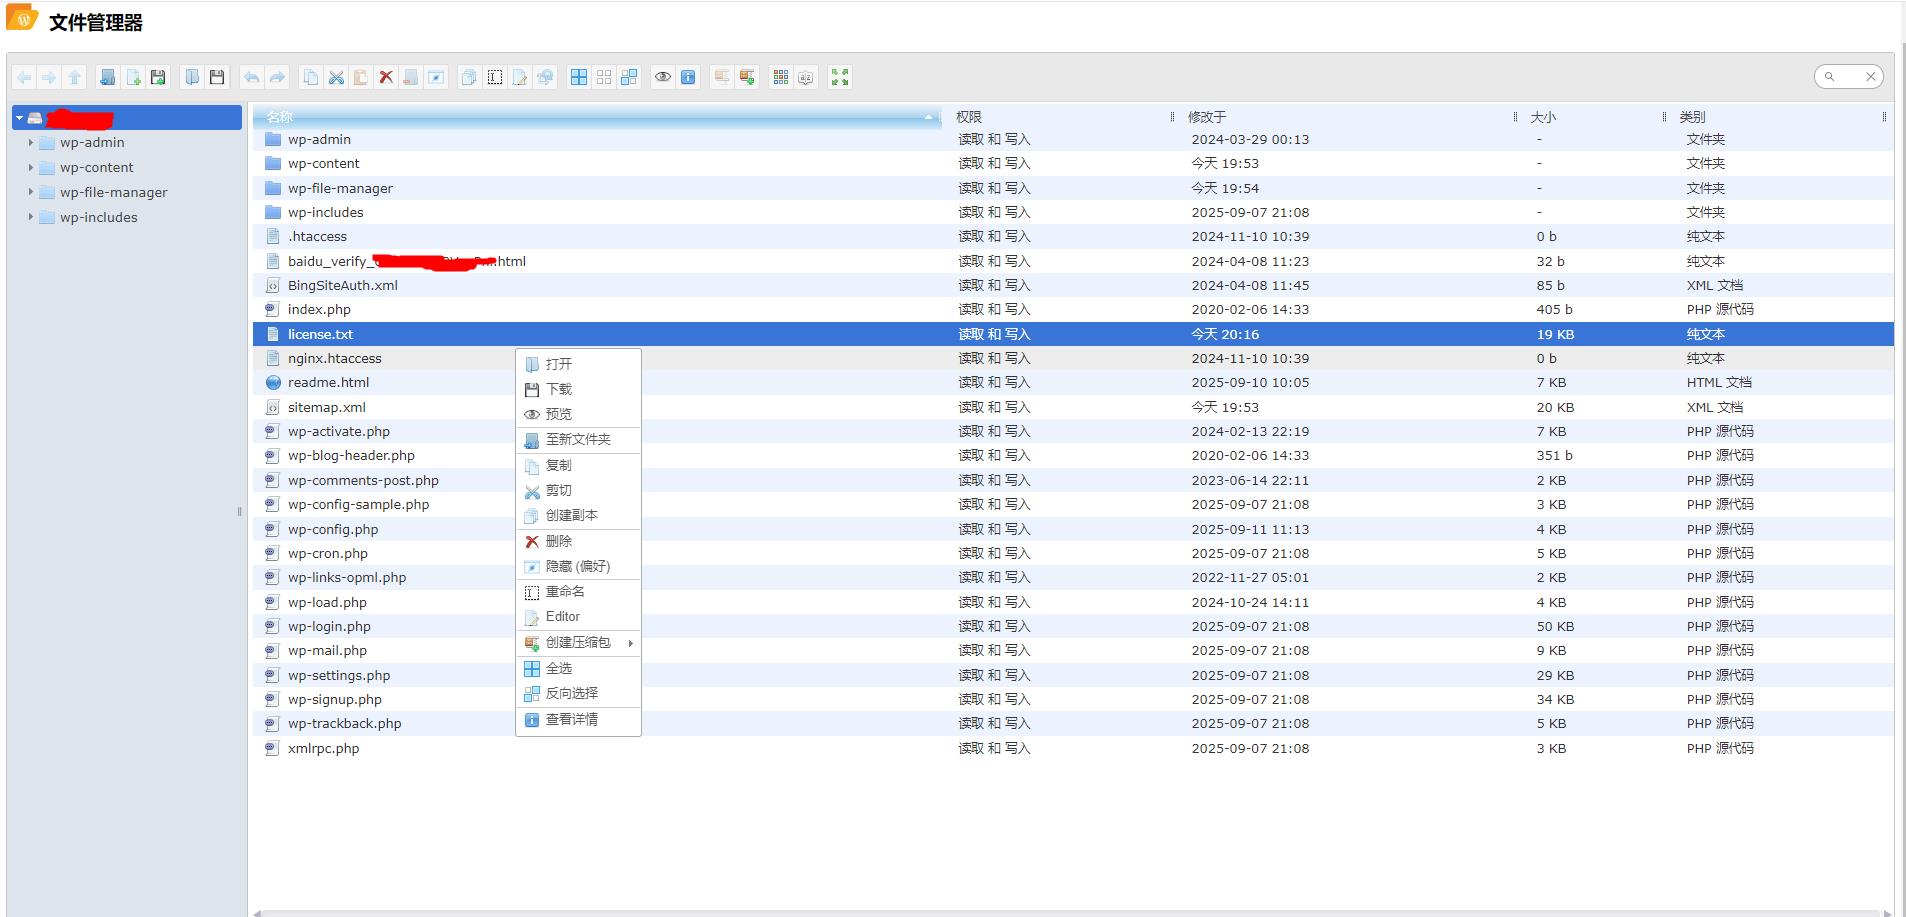 文件管理器
名称 权限 修改于 大小 类别
wp-admin
wp-content
wp-file-manager
wp-includes
wp-admin 读取 和 写入 2024-03-29 00:13 - 文件夹
wp-content 读取 和 写入 今天 19:53 - 文件夹
wp-file-manager 读取 和 写入 今天 19:54 - 文件夹
wp-includes 读取 和 写入 2025-09-07 21:08 - 文件夹
.htaccess 读取 和 写入 2024-11-10 10:39 0 b 纯文本
baidu_verify_ .html 读取 和 写入 2024-04-08 11:23 32 b 纯文本
BingSiteAuth.xml 读取 和 写入 2024-04-08 11:45 85 b XML 文档
index.php 读取 和 写入 2020-02-06 14:33 405 b PHP 源代码
license.txt 读取 和 写入 今天 20:16 19 KB 纯文本
nginx.htaccess 读取 和 写入 2024-11-10 10:39 0 b 纯文本
readme.html 读取 和 写入 2025-09-10 10:05 7 KB HTML 文档
sitemap.xml 读取 和 写入 今天 19:53 20 KB XML 文档
wp-activate.php 读取 和 写入 2024-02-13 22:19 7 KB PHP 源代码
wp-blog-header.php 读取 和 写入 2020-02-06 14:33 351 b PHP 源代码
wp-comments-post.php 读取 和 写入 2023-06-14 22:11 2 KB PHP 源代码
wp-config-sample.php 读取 和 写入 2025-09-07 21:08 3 KB PHP 源代码
wp-config.php 读取 和 写入 2025-09-11 11:13 4 KB PHP 源代码
wp-cron.php 读取 和 写入 2025-09-07 21:08 5 KB PHP 源代码
wp-links-opml.php 读取 和 写入 2022-11-27 05:01 2 KB PHP 源代码
wp-load.php 读取 和 写入 2024-10-24 14:11 4 KB PHP 源代码
wp-login.php 读取 和 写入 2025-09-07 21:08 50 KB PHP 源代码
wp-mail.php 读取 和 写入 2025-09-07 21:08 9 KB PHP 源代码
wp-settings.php 读取 和 写入 2025-09-07 21:08 29 KB PHP 源代码
wp-signup.php 读取 和 写入 2025-09-07 21:08 34 KB PHP 源代码
wp-trackback.php 读取 和 写入 2025-09-07 21:08 5 KB PHP 源代码
xmlrpc.php 读取 和 写入 2025-09-07 21:08 3 KB PHP 源代码
打开
下载
预览
至新文件夹
复制
剪切
创建副本
删除
隐藏 (偏好)
重命名
Editor
创建压缩包
全选
反向选择
查看详情